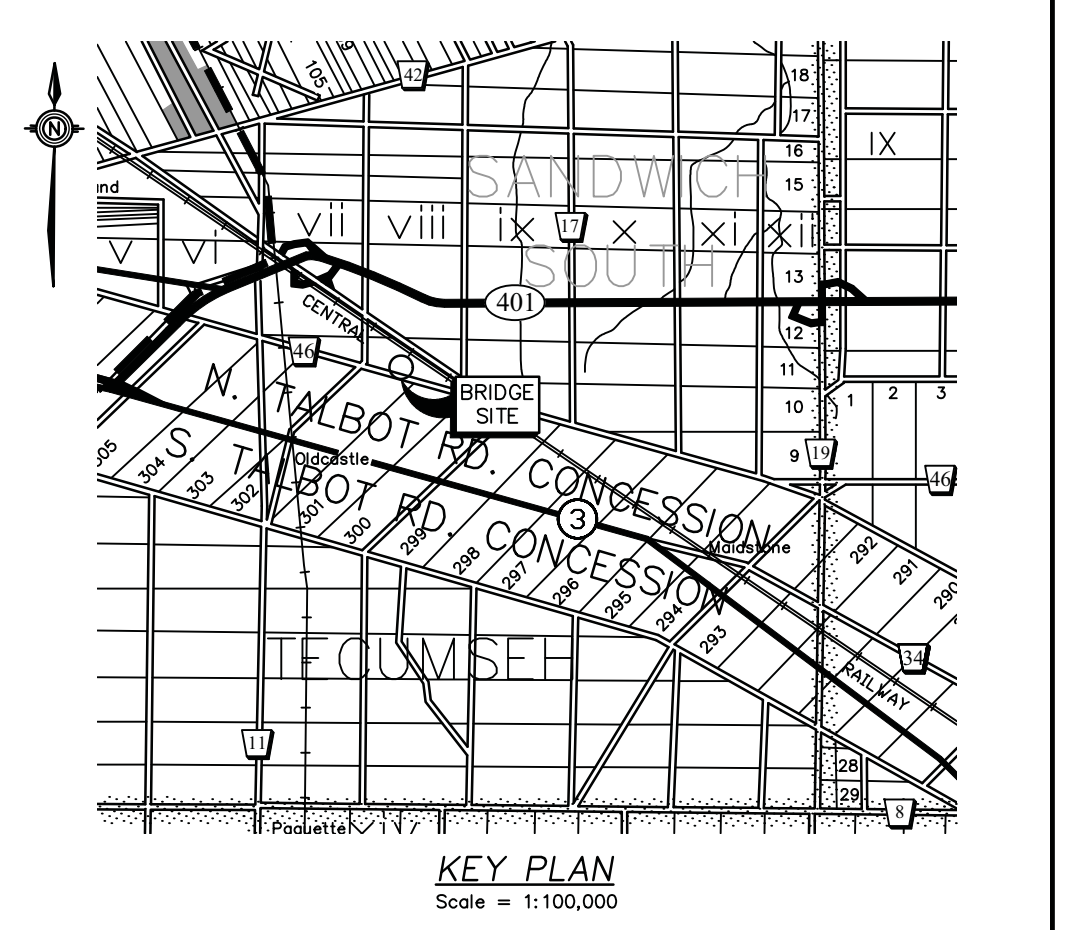 42
105
18
17
16
15
IX
N
und
SANDWICH
vii viii ix x xi xii
17
v vi
SOUTH
13
401
CENTRAL
12
46
11
BRIDGE
SITE
10
1 2 3
9
19
46
N. TALBOT RD. CONCESSION
Oldcastle
S. TALBOT RD. CONCESSION
3
Maidstone
305
304
303
302
301
300
299
298
297
296
295
294
293
292
291
290
TECUMSEH
34
RAILWAY
11
28
29
8
Paquette
XIV
KEY PLAN
Scale = 1:100,000